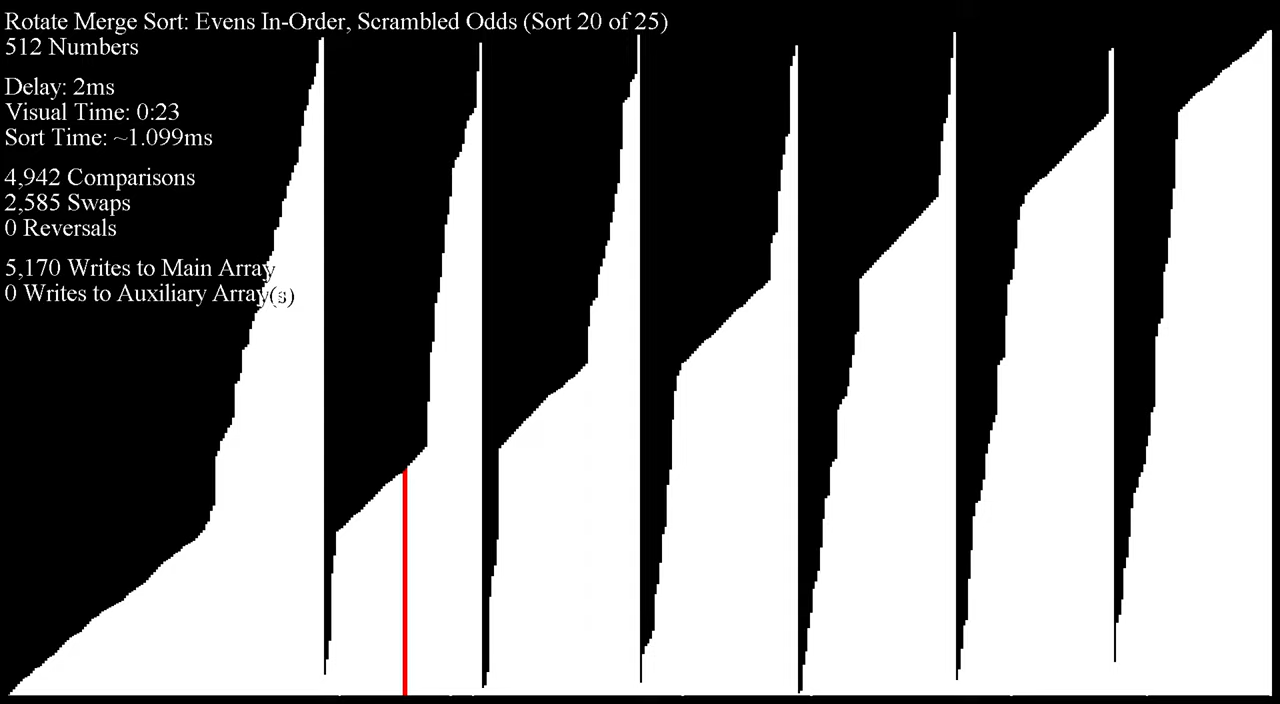 Rotate Merge Sort: Evens In-Order, Scrambled Odds (Sort 20 of 25)
512 Numbers
Delay: 2ms
Visual Time: 0:23
Sort Time: ~1.099ms
4,942 Comparisons
2,585 Swaps
0 Reversals
5,170 Writes to Main Array
0 Writes to Auxiliary Array(s)